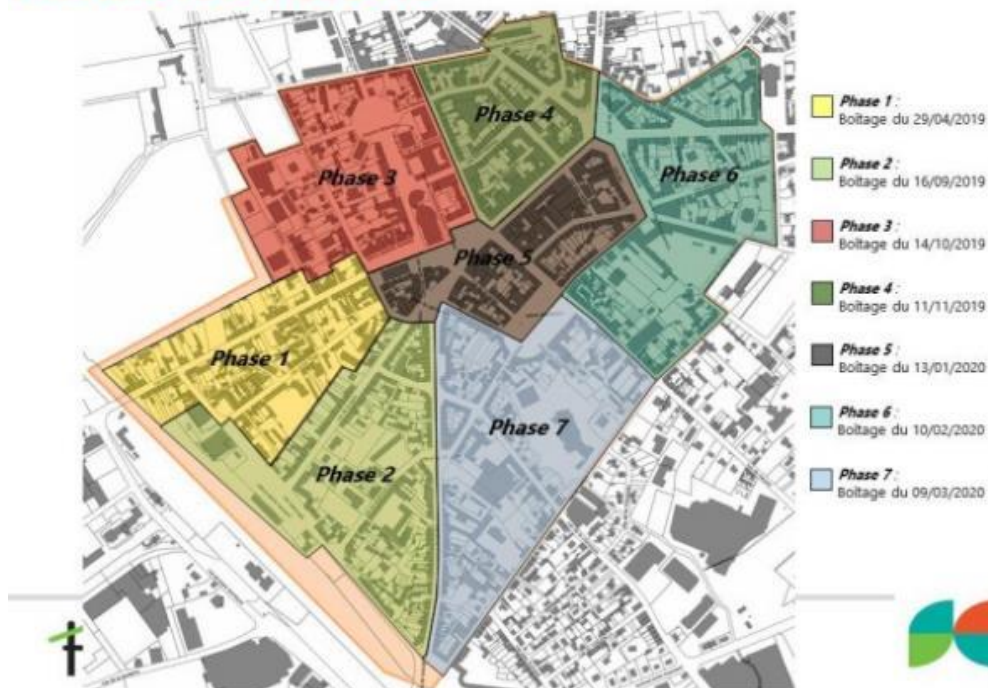 Phase 4
Phase 3
Phase 6
Phase 5
Phase 1
Phase 7
Phase 2
Phase 1 :
Boîtage du 29/04/2019
Phase 2 :
Boîtage du 16/09/2019
Phase 3 :
Boîtage du 14/10/2019
Phase 4 :
Boîtage du 11/11/2019
Phase 5 :
Boîtage du 13/01/2020
Phase 6 :
Boîtage du 10/02/2020
Phase 7 :
Boîtage du 09/03/2020